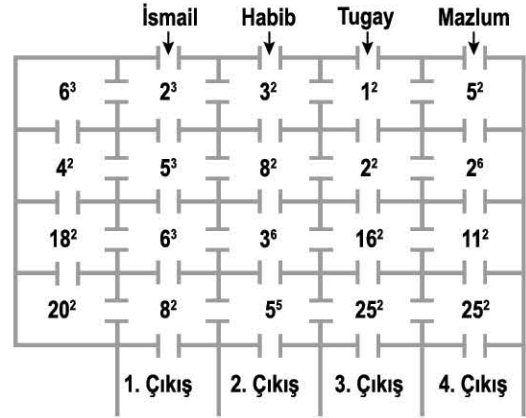 İsmail Habib Tugay Mazlum
6³ 2³ 3² 1² 5²
4² 5³ 8² 2² 2⁶
18² 6³ 3⁶ 16² 11²
20² 8² 5⁵ 25² 25²
1. Çıkış 2. Çıkış 3. Çıkış 4. Çıkış